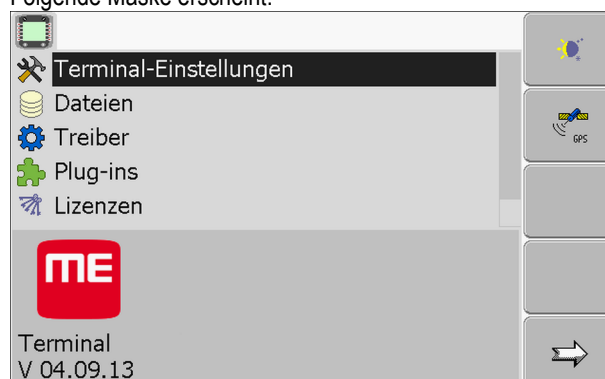 Folgende Maske erscheint:
Terminal-Einstellungen
Dateien
Treiber
GPS
Plug-ins
Lizenzen
ME
Terminal
V 04.09.13